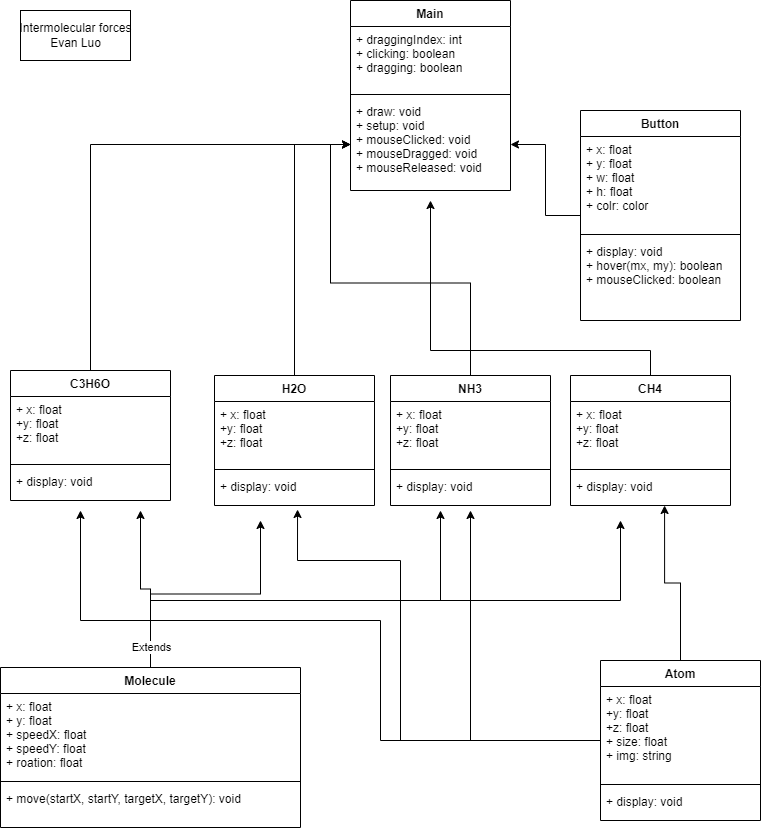 Intermolecular forces
Evan Luo
Main
+ draggingIndex: int
+ clicking: boolean
+ dragging: boolean
+ draw: void
+ setup: void
+ mouseClicked: void
+ mouseDragged: void
+ mouseReleased: void
Button
+ x: float
+ y: float
+ w: float
+ h: float
+ colr: color
+ display: void
+ hover(mx, my): boolean
+ mouseClicked: boolean
C3H6O
+ x: float
+y: float
+z: float
+ display: void
H2O
+ x: float
+y: float
+z: float
+ display: void
NH3
+ x: float
+y: float
+z: float
+ display: void
CH4
+ x: float
+y: float
+z: float
+ display: void
Extends
Molecule
+ x: float
+ y: float
+ speedX: float
+ speedY: float
+ roation: float
+ move(startX, startY, targetX, targetY): void
Atom
+ x: float
+y: float
+z: float
+ size: float
+ img: string
+ display: void